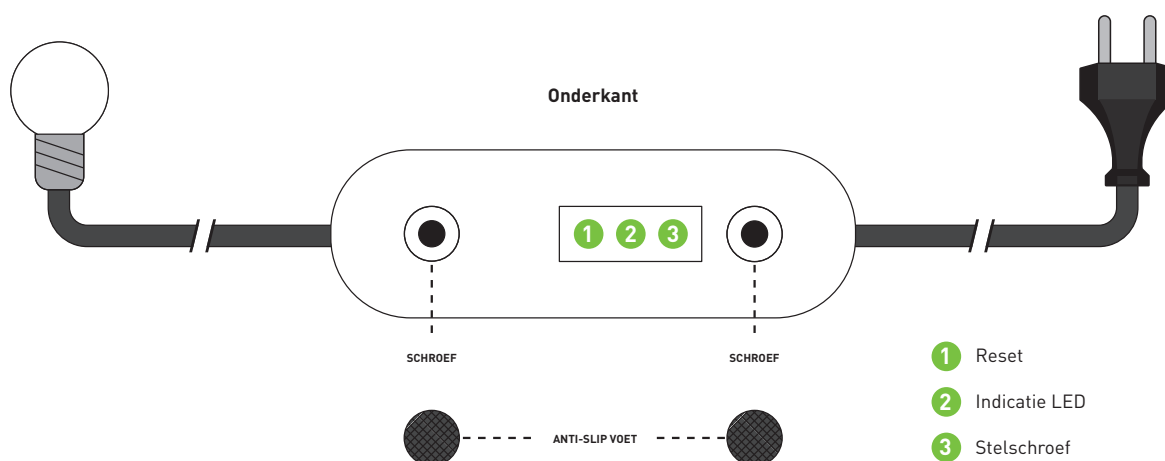 Onderkant
1 2 3
SCHROEF
SCHROEF
ANTI-SLIP VOET
1 Reset
2 Indicatie LED
3 Stelschroef